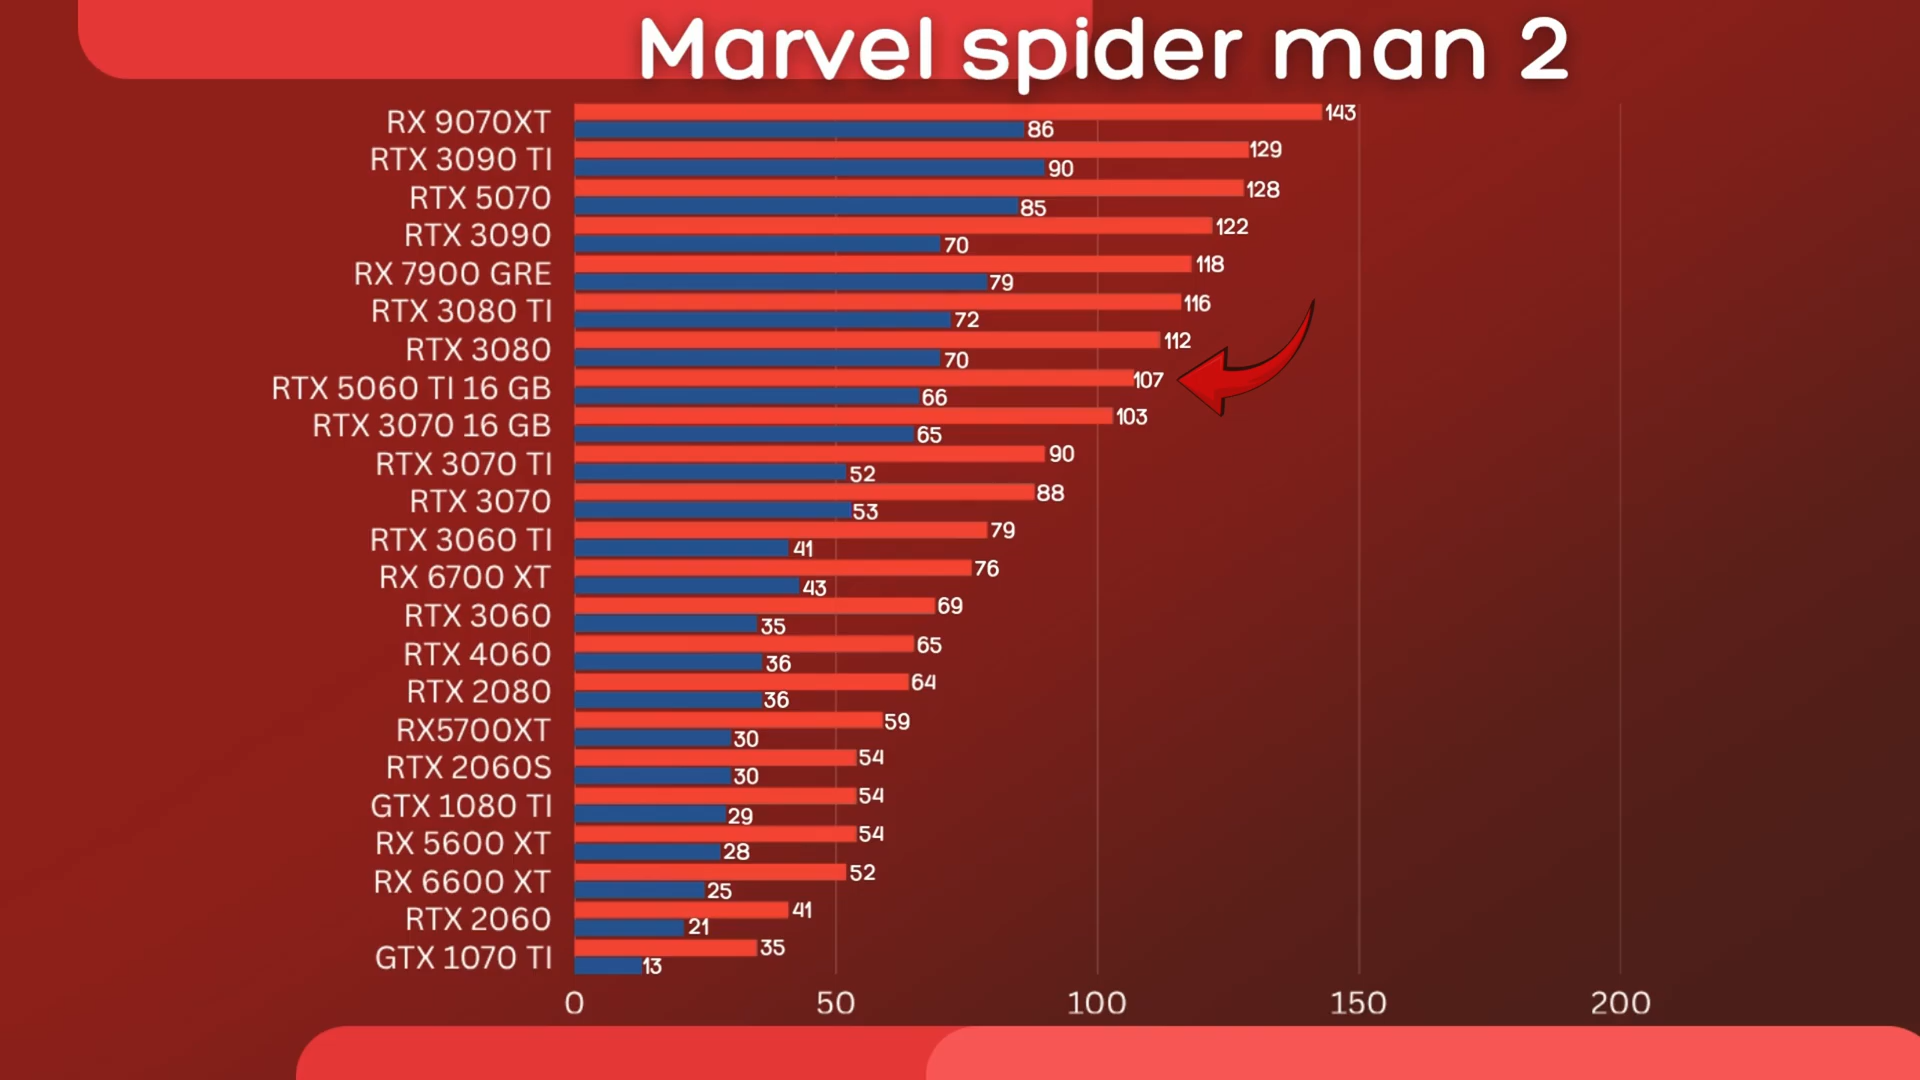 Marvel spider man 2
RX 9070XT 143
86
RTX 3090 TI 129
90
RTX 5070 128
85
RTX 3090 122
70
RX 7900 GRE 118
79
RTX 3080 TI 116
72
RTX 3080 112
70
RTX 5060 TI 16 GB 107
66
RTX 3070 16 GB 103
65
RTX 3070 TI 90
52
RTX 3070 88
53
RTX 3060 TI 79
41
RX 6700 XT 76
43
RTX 3060 69
35
RTX 4060 65
36
RTX 2080 64
36
RX5700XT 59
30
RTX 2060S 54
30
GTX 1080 TI 54
29
RX 5600 XT 54
28
RX 6600 XT 52
25
RTX 2060 41
21
GTX 1070 TI 35
13
0 50 100 150 200